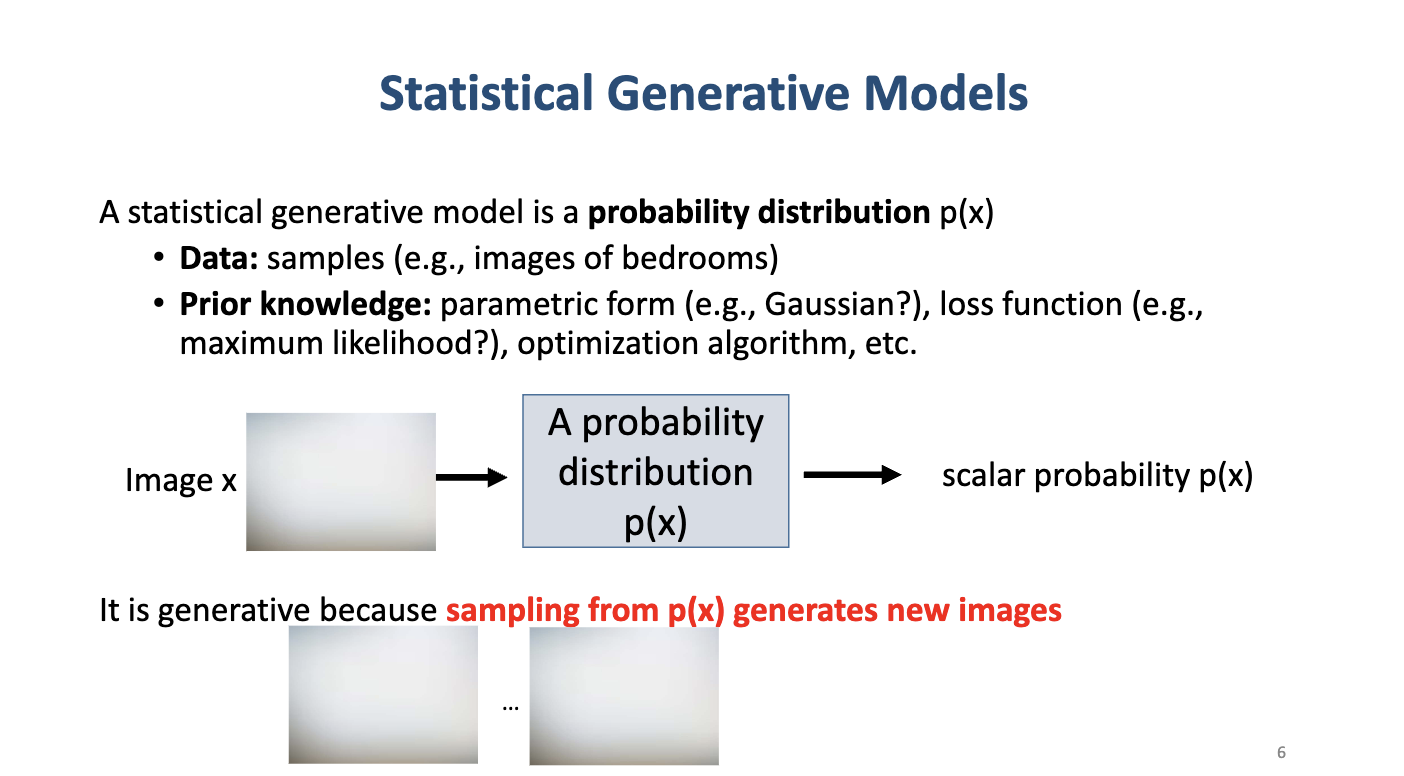 Statistical Generative Models
A statistical generative model is a probability distribution p(x)
• Data: samples (e.g., images of bedrooms)
• Prior knowledge: parametric form (e.g., Gaussian?), loss function (e.g.,
maximum likelihood?), optimization algorithm, etc.
Image x
A probability
distribution
p(x)
scalar probability p(x)
It is generative because sampling from p(x) generates new images
...
6